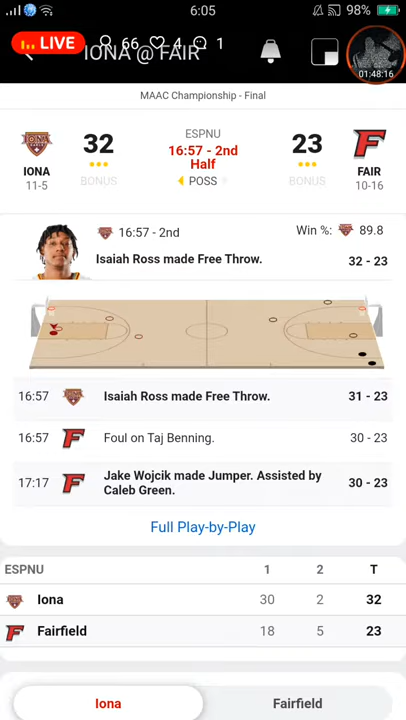 6:05
98%
LIVE
66
4
1
IONA @ FAIR
01:48:16
MAAC Championship - Final
IONA
11-5
32
BONUS
ESPNU
16:57 - 2nd
Half
POSS
23
BONUS
FAIR
10-16
16:57 - 2nd
Win %:
89.8
Isaiah Ross made Free Throw.
32 - 23
16:57
Isaiah Ross made Free Throw.
31 - 23
16:57
Foul on Taj Benning.
30 - 23
17:17
Jake Wojcik made Jumper. Assisted by
Caleb Green.
30 - 23
Full Play-by-Play
ESPNU 1 2 T
Iona 30 2 32
Fairfield 18 5 23
Iona
Fairfield